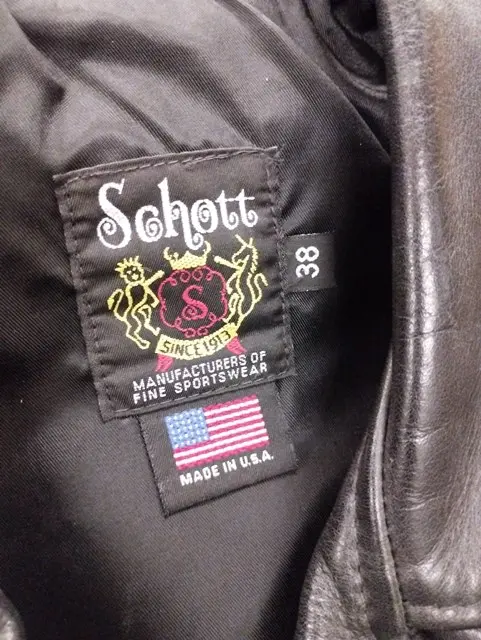 Schott
38
S
SINCE 1913
MANUFACTURERS OF
FINE SPORTSWEAR
MADE IN U.S.A.